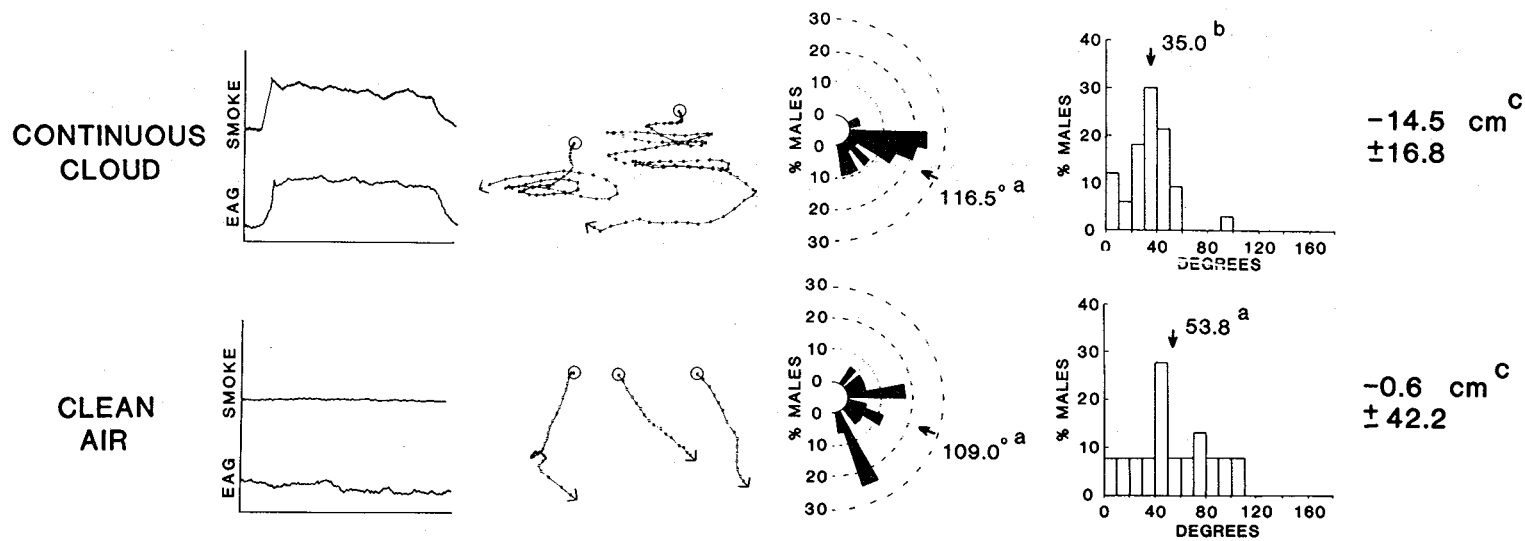 CONTINUOUS
CLOUD
SMOKE
EAG
30
20
10
0
0
10
20
30
% MALES
116.5° a
40
30
20
10
0
% MALES
35.0 b
0 40 80 120 160
DEGREES
-14.5 cm c
±16.8
CLEAN
AIR
SMOKE
EAG
30
20
10
0
0
10
20
30
% MALES
109.0° a
40
30
20
10
0
% MALES
53.8 a
0 40 80 120 160
DEGREES
-0.6 cm c
±42.2